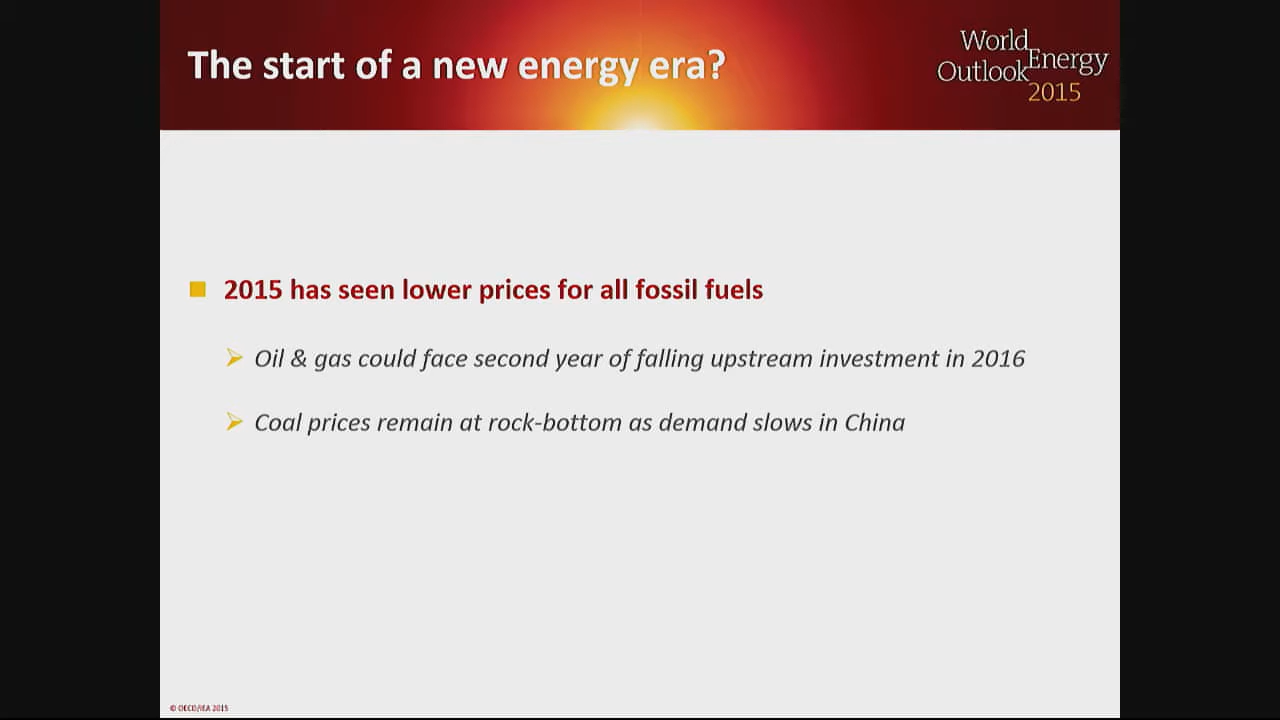 The start of a new energy era?
World
Energy
Outlook
2015
2015 has seen lower prices for all fossil fuels
Oil & gas could face second year of falling upstream investment in 2016
Coal prices remain at rock-bottom as demand slows in China
© OECD/IEA 2015